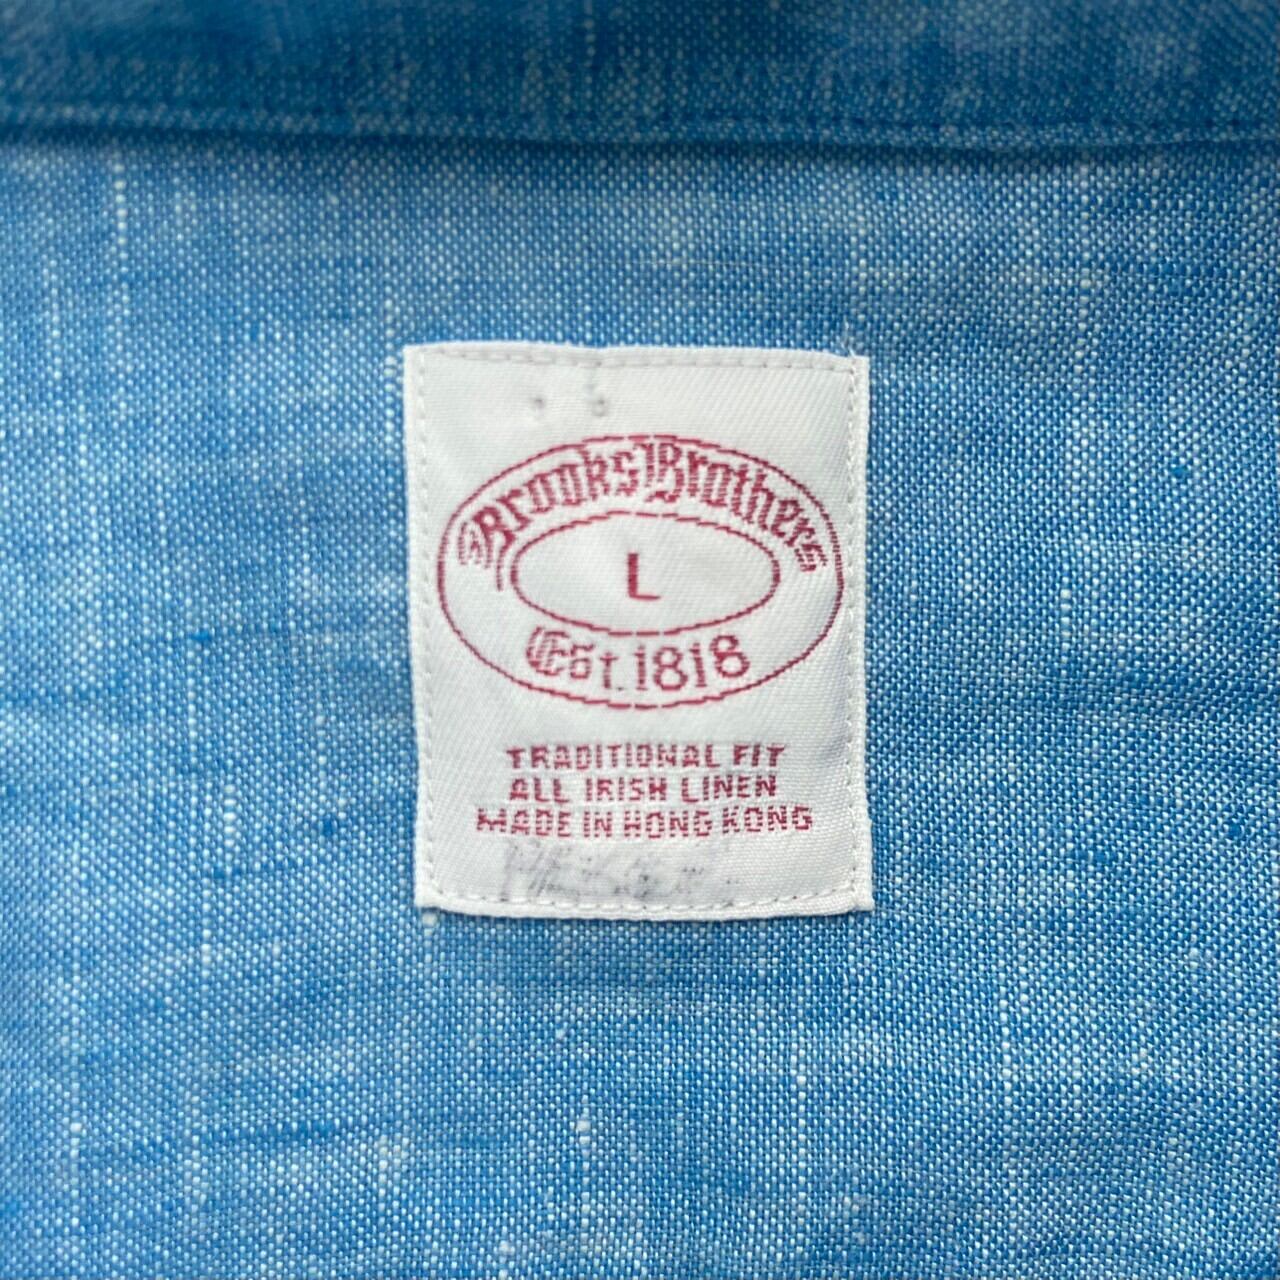 Brooks Brothers
L
Est. 1818
TRADITIONAL FIT
ALL IRISH LINEN
MADE IN HONG KONG